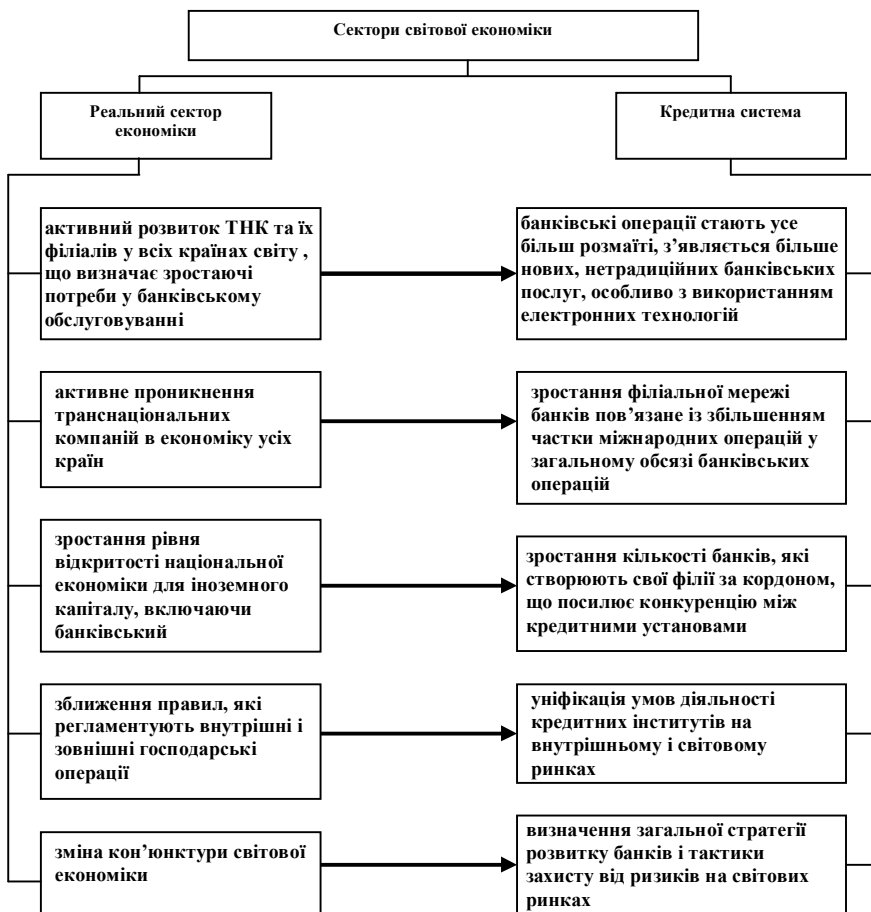 Сектори світової економіки
Реальний сектор
економіки
Кредитна система
активний розвиток ТНК та їх
філіалів у всіх країнах світу ,
що визначає зростаючі
потреби у банківському
обслуговуванні
банківські операції стають усе
більш розмаїті, з’являється більше
нових, нетрадиційних банківських
послуг, особливо з використанням
електронних технологій
активне проникнення
транснаціональних
компаній в економіку усіх
країн
зростання філіальної мережі
банків пов’язане із збільшенням
частки міжнародних операцій у
загальному обсязі банківських
операцій
зростання рівня
відкритості національної
економіки для іноземного
капіталу, включаючи
банківський
зростання кількості банків, які
створюють свої філії за кордоном,
що посилює конкуренцію між
кредитними установами
зближення правил, які
регламентують внутрішні і
зовнішні господарські
операції
уніфікація умов діяльності
кредитних інститутів на
внутрішньому і світовому
ринках
зміна кон’юнктури світової
економіки
визначення загальної стратегії
розвитку банків і тактики
захисту від ризиків на світових
ринках